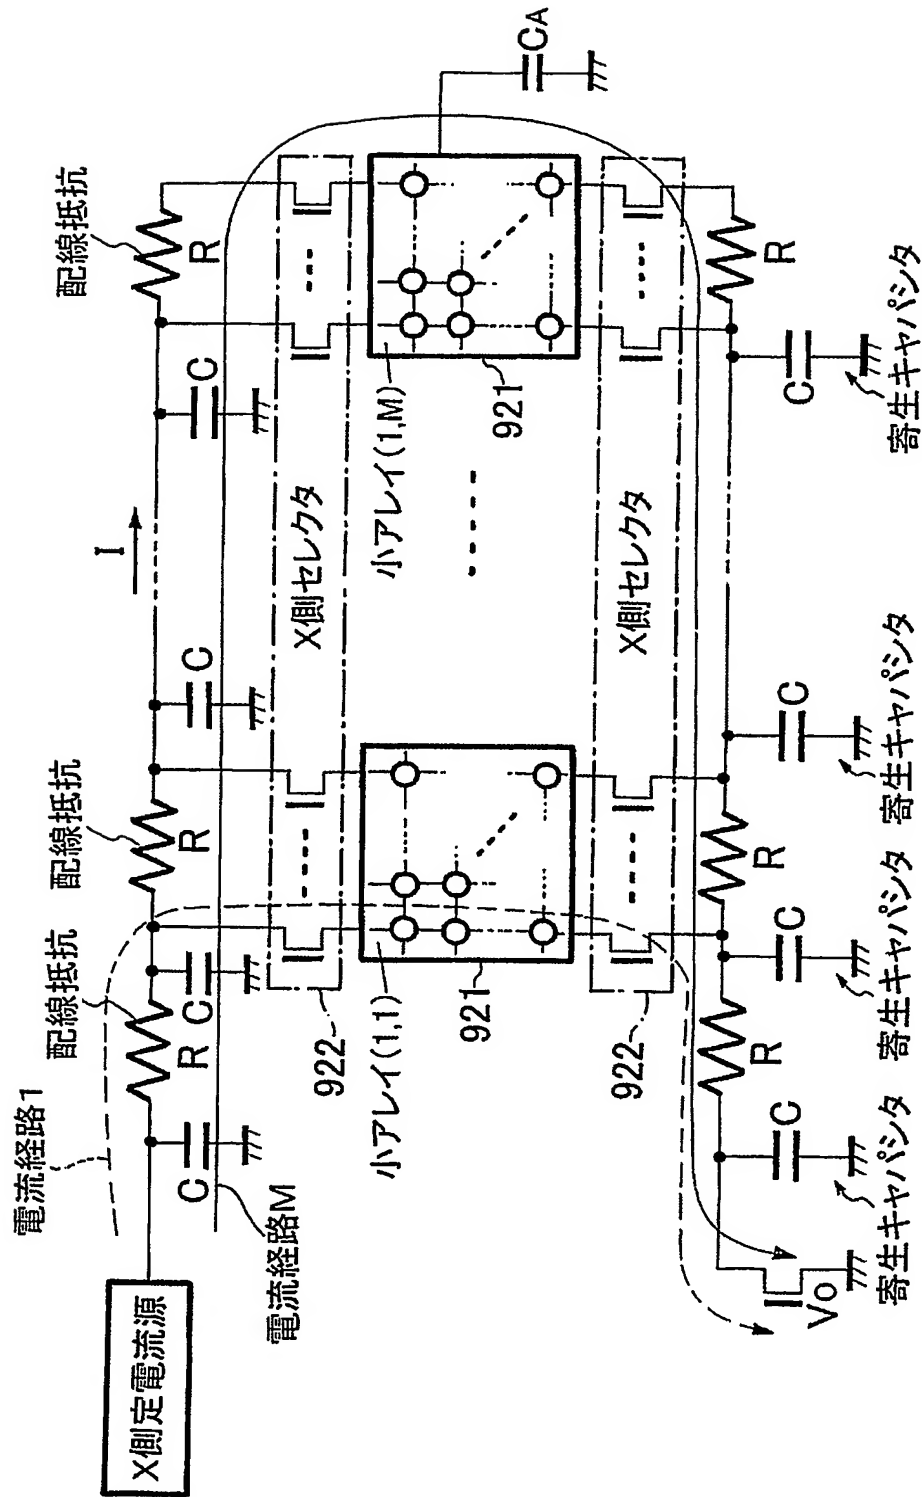 電流経路1
配線抵抗
配線抵抗
配線抵抗
X側定電流源
R
R
I
R
C
C
C
C
CA
電流経路M
922
X側セレクタ
小アレイ(1,1)
921
小アレイ(1,M)
921
922
X側セレクタ
R
R
R
VO
C
C
C
C
寄生キャパシタ
寄生キャパシタ
寄生キャパシタ
寄生キャパシタ